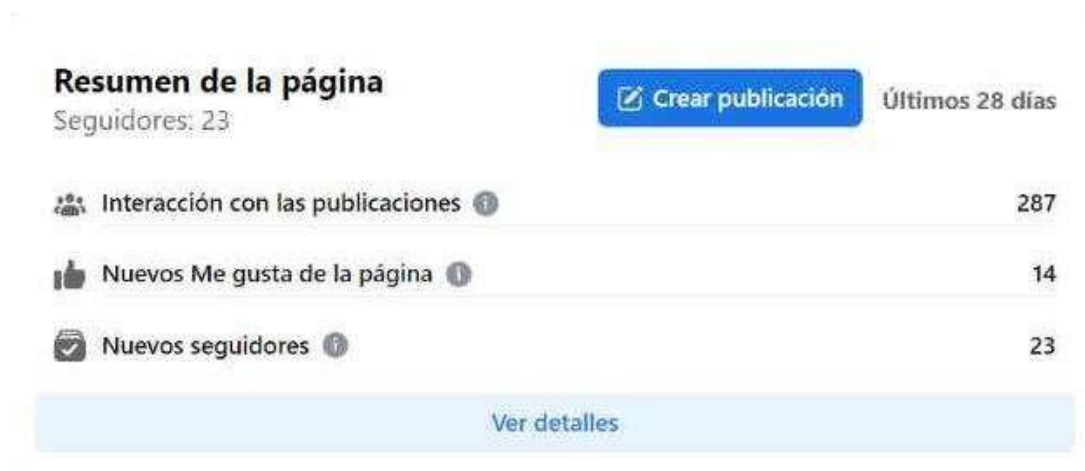 Resumen de la página
Seguidores: 23
Crear publicación
Últimos 28 días
Interacción con las publicaciones 287
Nuevos Me gusta de la página 14
Nuevos seguidores 23
Ver detalles